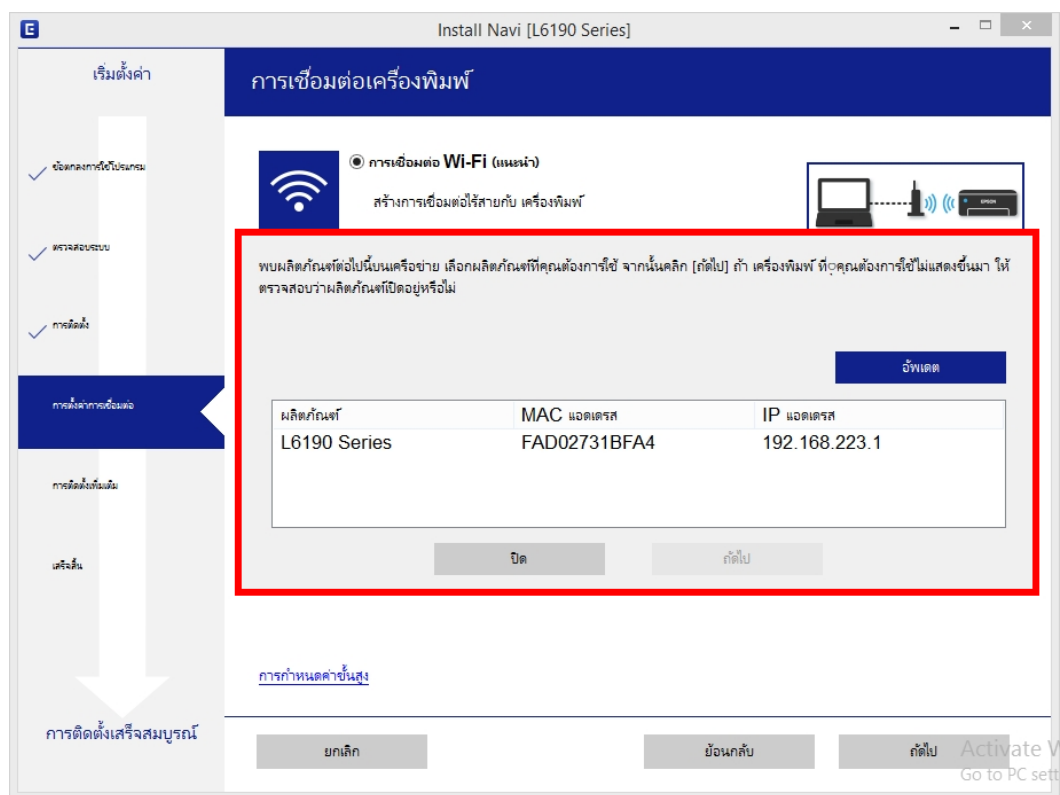 E
Install Navi [L6190 Series]
เริ่มตั้งค่า
การเชื่อมต่อเครื่องพิมพ์
ข้อตกลงการใช้โปรแกรม
ตรวจสอบระบบ
การติดตั้ง
การตั้งค่าการเชื่อมต่อ
การติดตั้งเพิ่มเติม
เสร็จสิ้น
การติดตั้งเสร็จสมบูรณ์
การเชื่อมต่อ Wi-Fi (แนะนำ)
สร้างการเชื่อมต่อไร้สายกับ เครื่องพิมพ์
EPSON
พบผลิตภัณฑ์ต่อไปนี้บนเครือข่าย เลือกผลิตภัณฑ์ที่คุณต้องการใช้ จากนั้นคลิก [ถัดไป] ถ้า เครื่องพิมพ์ ทีฺ่คุณต้องการใช้ไม่แสดงขึ้นมา ให้
ตรวจสอบว่าผลิตภัณฑ์เปิดอยู่หรือไม่
อัพเดต
ผลิตภัณฑ์ MAC แอดเดรส IP แอดเดรส
L6190 Series FAD02731BFA4 192.168.223.1
ปิด ถัดไป
การกำหนดค่าขั้นสูง
ยกเลิก ย้อนกลับ ถัดไป
Activate W
Go to PC sett